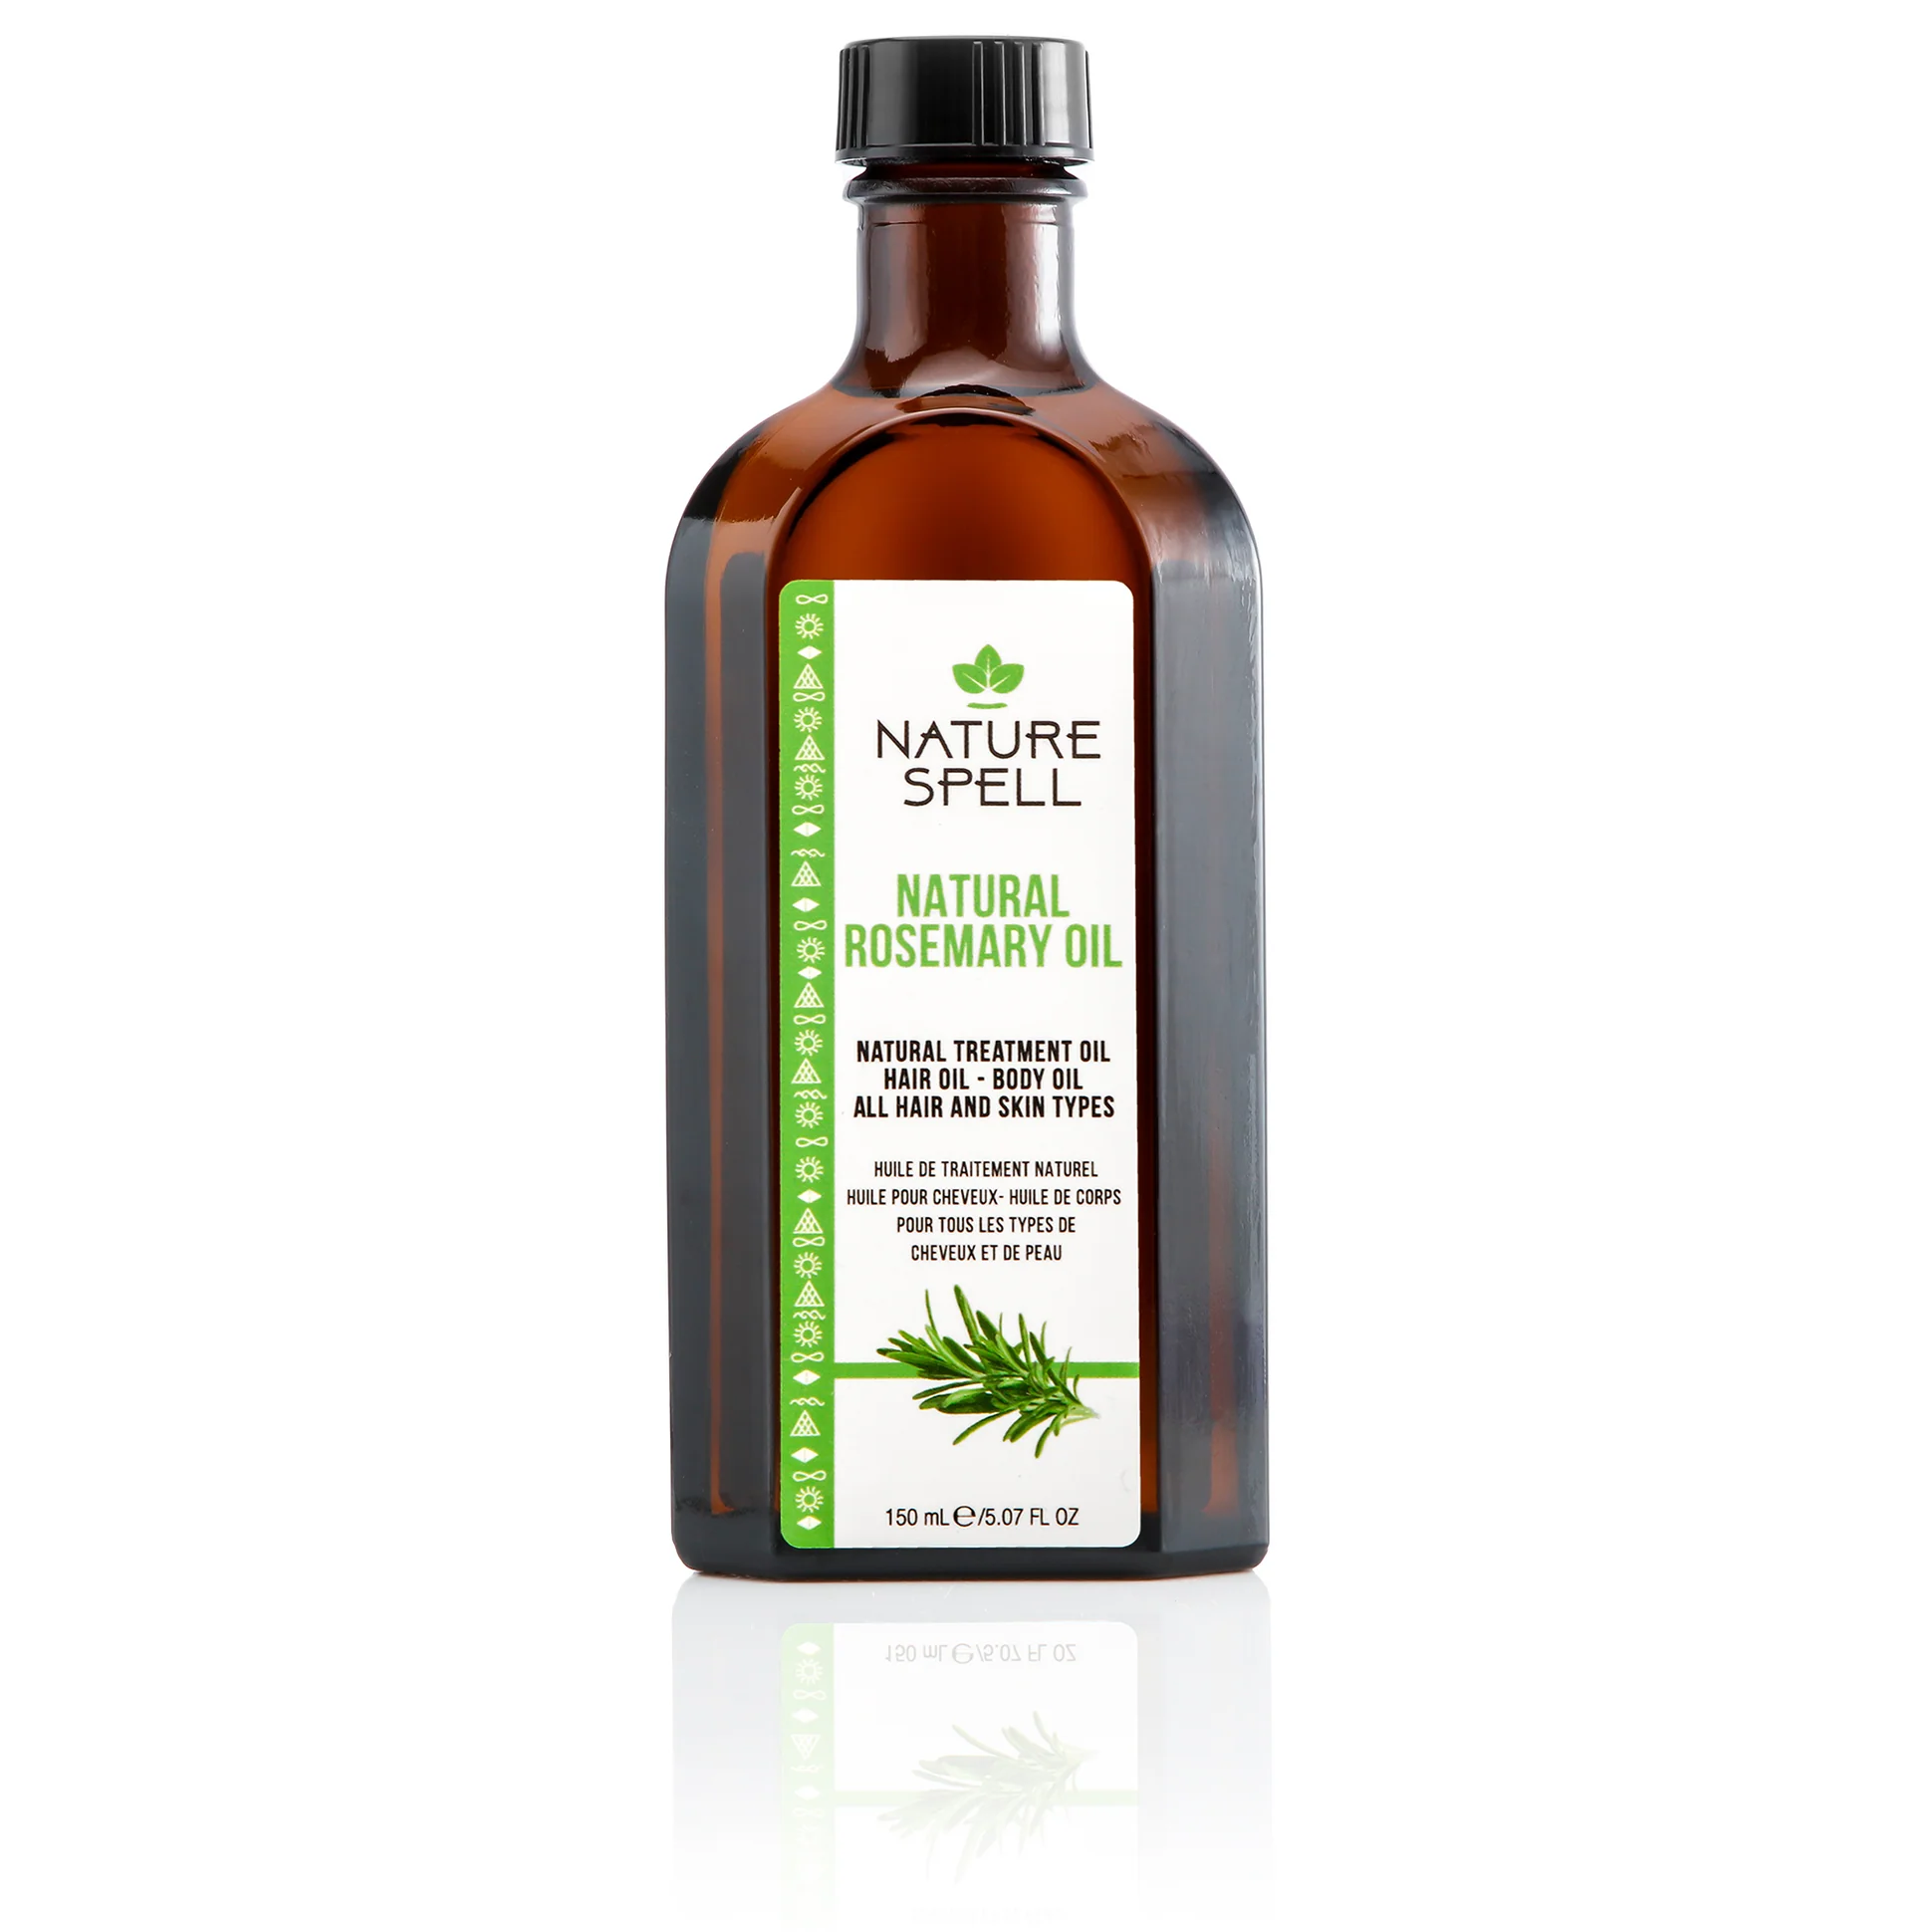 NATURE
SPELL
NATURAL
ROSEMARY OIL
NATURAL TREATMENT OIL
HAIR OIL - BODY OIL
ALL HAIR AND SKIN TYPES
HUILE DE TRAITEMENT NATUREL
HUILE POUR CHEVEUX- HUILE DE CORPS
POUR TOUS LES TYPES DE
CHEVEUX ET DE PEAU
150 mL℮/5.07 FL OZ